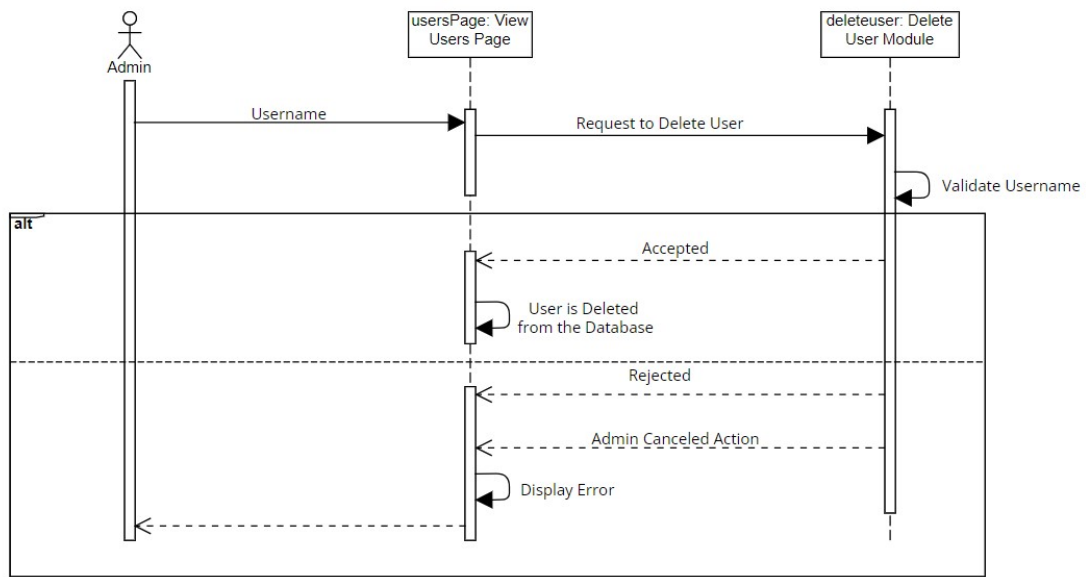 usersPage: View
Users Page
deleteuser: Delete
User Module
Admin
Username
Request to Delete User
Validate Username
alt
Accepted
User is Deleted
from the Database
Rejected
Admin Canceled Action
Display Error